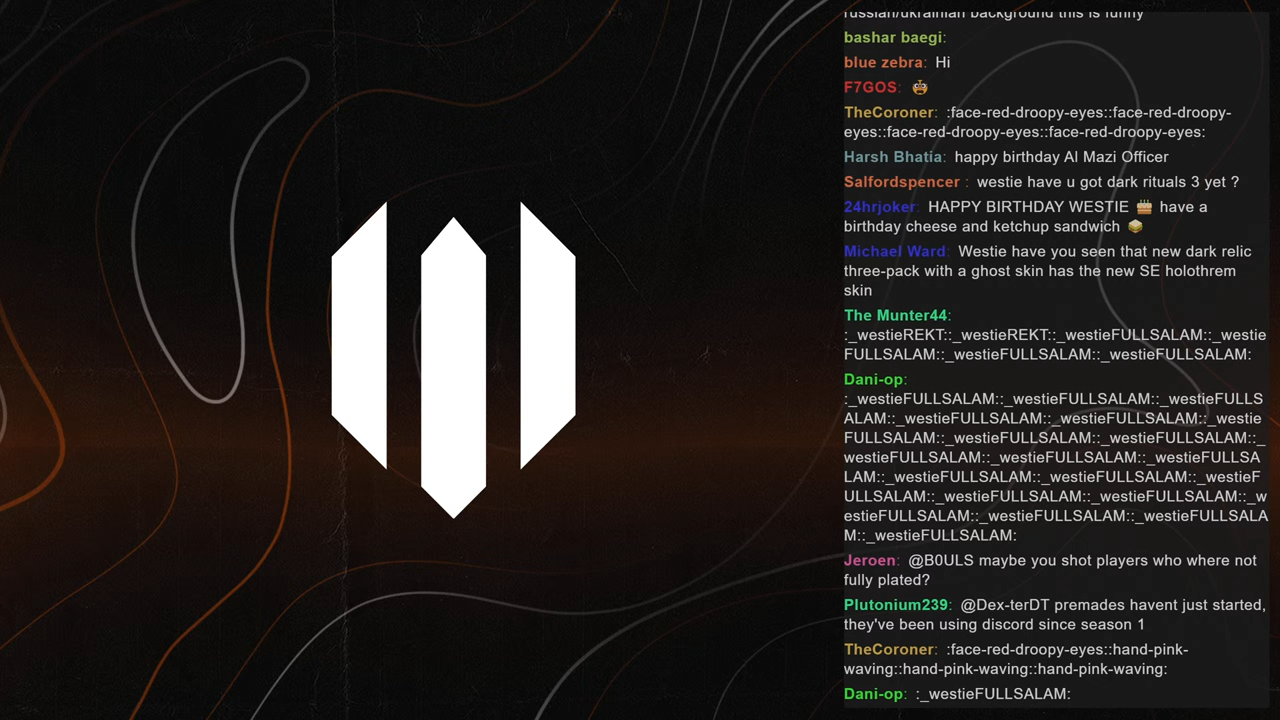 russian/ukrainian background this is funny
bashar baegi:
blue zebra: Hi
F7GOS:
TheCoroner: :face-red-droopy-eyes::face-red-droopy-
eyes::face-red-droopy-eyes::face-red-droopy-eyes:
Harsh Bhatia: happy birthday Al Mazi Officer
Salfordspencer : westie have u got dark rituals 3 yet ?
24hrjoker: HAPPY BIRTHDAY WESTIE 🎂 have a
birthday cheese and ketchup sandwich 🥪
Michael Ward: Westie have you seen that new dark relic
three-pack with a ghost skin has the new SE holothrem
skin
The Munter44:
:_westieREKT::_westieREKT::_westieFULLSALAM::_westie
FULLSALAM::_westieFULLSALAM::_westieFULLSALAM:
Dani-op:
:_westieFULLSALAM::_westieFULLSALAM::_westieFULLS
ALAM::_westieFULLSALAM::_westieFULLSALAM::_westie
FULLSALAM::_westieFULLSALAM::_westieFULLSALAM::_
westieFULLSALAM::_westieFULLSALAM::_westieFULLSA
LAM::_westieFULLSALAM::_westieFULLSALAM::_westieF
ULLSALAM::_westieFULLSALAM::_westieFULLSALAM::_w
estieFULLSALAM::_westieFULLSALAM::_westieFULLSALA
M::_westieFULLSALAM:
Jeroen: @B0ULS maybe you shot players who where not
fully plated?
Plutonium239: @Dex-terDT premades havent just started,
they've been using discord since season 1
TheCoroner: :face-red-droopy-eyes::hand-pink-
waving::hand-pink-waving::hand-pink-waving:
Dani-op: :_westieFULLSALAM: